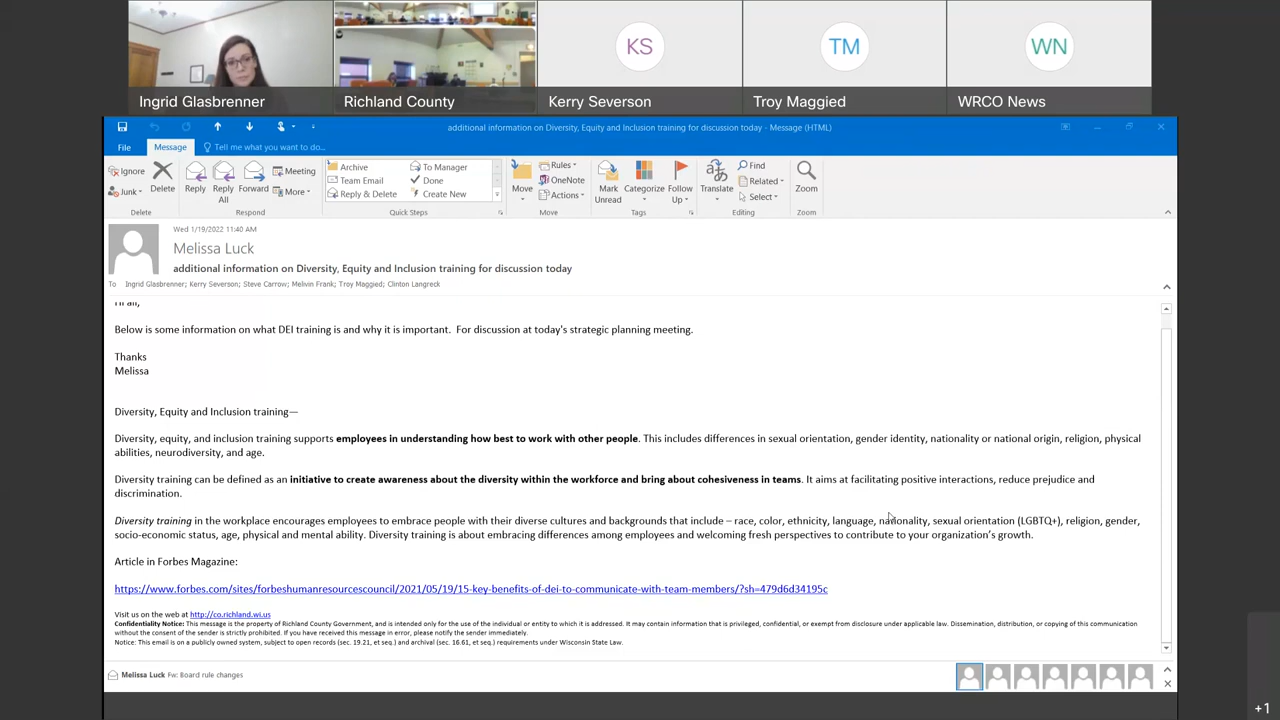 KS
TM
WN
Ingrid Glasbrenner
Richland County
Kerry Severson
Troy Maggied
WRCO News
additional information on Diversity, Equity and Inclusion training for discussion today - Message (HTML)
File
Message
Tell me what you want to do...
Ignore
Junk
Delete
Reply
Reply All
Forward
Meeting
More
Archive
Team Email
Reply & Delete
To Manager
Done
Create New
Move
Rules
OneNote
Actions
Mark Unread
Categorize
Follow Up
Translate
Find
Related
Select
Zoom
Delete
Respond
Quick Steps
Move
Tags
Editing
Zoom
Wed 1/19/2022 11:40 AM
Melissa Luck
additional information on Diversity, Equity and Inclusion training for discussion today
To Ingrid Glasbrenner; Kerry Severson; Steve Carrow; Melivin Frank; Troy Maggied; Clinton Langreck
Hi all,
Below is some information on what DEI training is and why it is important. For discussion at today's strategic planning meeting.
Thanks
Melissa
Diversity, Equity and Inclusion training—
Diversity, equity, and inclusion training supports employees in understanding how best to work with other people. This includes differences in sexual orientation, gender identity, nationality or national origin, religion, physical
abilities, neurodiversity, and age.
Diversity training can be defined as an initiative to create awareness about the diversity within the workforce and bring about cohesiveness in teams. It aims at facilitating positive interactions, reduce prejudice and
discrimination.
Diversity training in the workplace encourages employees to embrace people with their diverse cultures and backgrounds that include – race, color, ethnicity, language, nationality, sexual orientation (LGBTQ+), religion, gender,
socio-economic status, age, physical and mental ability. Diversity training is about embracing differences among employees and welcoming fresh perspectives to contribute to your organization's growth.
Article in Forbes Magazine:
https://www.forbes.com/sites/forbeshumanresourcescouncil/2021/05/19/15-key-benefits-of-dei-to-communicate-with-team-members/?sh=479d6d34195c
Visit us on the web at http://co.richland.wi.us
Confidentiality Notice: This message is the property of Richland County Government, and is intended only for the use of the individual or entity to which it is addressed. It may contain information that is privileged, confidential, or exempt from disclosure under applicable law. Dissemination, distribution, or copying of this communication
without the consent of the sender is strictly prohibited. If you have received this message in error, please notify the sender immediately.
Notice: This email is on a publicly owned system, subject to open records (sec. 19.21, et seq.) and archival (sec. 16.61, et seq.) requirements under Wisconsin State Law.
Melissa Luck Fw: Board rule changes
+1